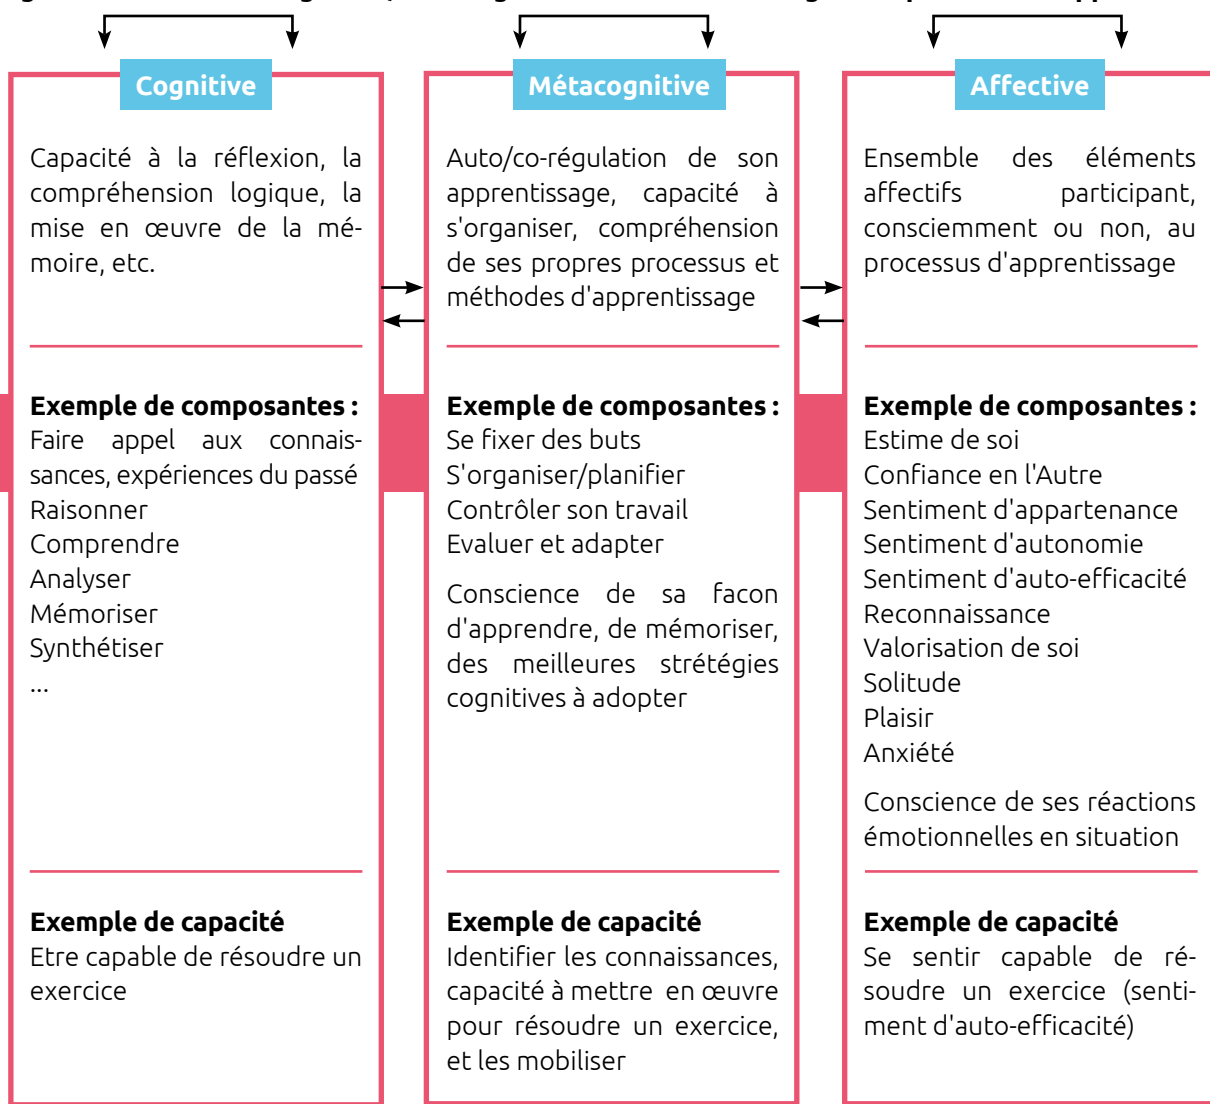 Cognitive
Capacité à la réflexion, la
compréhension logique, la
mise en œuvre de la mé-
moire, etc.
Exemple de composantes :
Faire appel aux connais-
sances, expériences du passé
Raisonner
Comprendre
Analyser
Mémoriser
Synthétiser
...
Exemple de capacité
Etre capable de résoudre un
exercice
Métacognitive
Auto/co-régulation de son
apprentissage, capacité à
s'organiser, compréhension
de ses propres processus et
méthodes d'apprentissage
Exemple de composantes :
Se fixer des buts
S'organiser/planifier
Contrôler son travail
Evaluer et adapter
Conscience de sa facon
d'apprendre, de mémoriser,
des meilleures strétégies
cognitives à adopter
Exemple de capacité
Identifier les connaissances,
capacité à mettre en œuvre
pour résoudre un exercice,
et les mobiliser
Affective
Ensemble des éléments
affectifs participant,
consciemment ou non, au
processus d'apprentissage
Exemple de composantes :
Estime de soi
Confiance en l'Autre
Sentiment d'appartenance
Sentiment d'autonomie
Sentiment d'auto-efficacité
Reconnaissance
Valorisation de soi
Solitude
Plaisir
Anxiété
Conscience de ses réactions
émotionnelles en situation
Exemple de capacité
Se sentir capable de ré-
soudre un exercice (senti-
ment d'auto-efficacité)